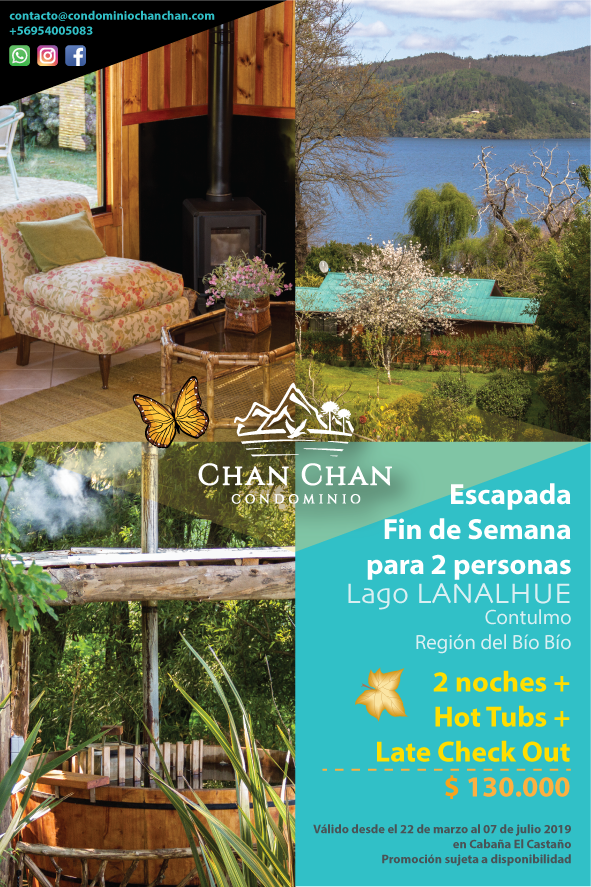 contacto@condominiochanchan.com
+56954005083
CHAN CHAN
CONDOMINIO
Escapada
Fin de Semana
para 2 personas
Lago LANALHUE
Contulmo
Región del Bío Bío
2 noches +
Hot Tubs +
Late Check Out
$ 130.000
Válido desde el 22 de marzo al 07 de julio 2019
en Cabaña El Castaño
Promoción sujeta a disponibilidad